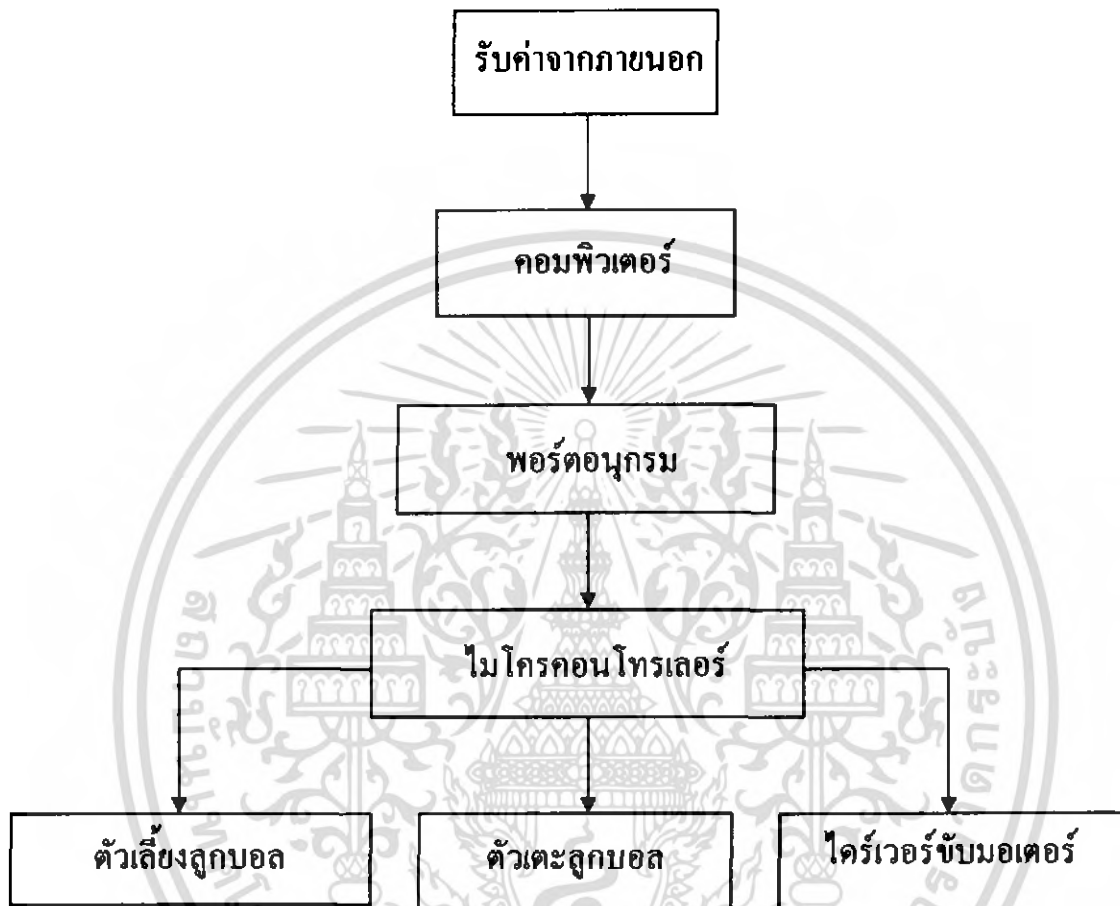 รับค่าจากภายนอก
คอมพิวเตอร์
พอร์ตอนุกรม
ไมโครคอนโทรเลอร์
ตัวเลี้ยงลูกบอล
ตัวเตะลูกบอล
ไดร์เวอร์ขับมอเตอร์